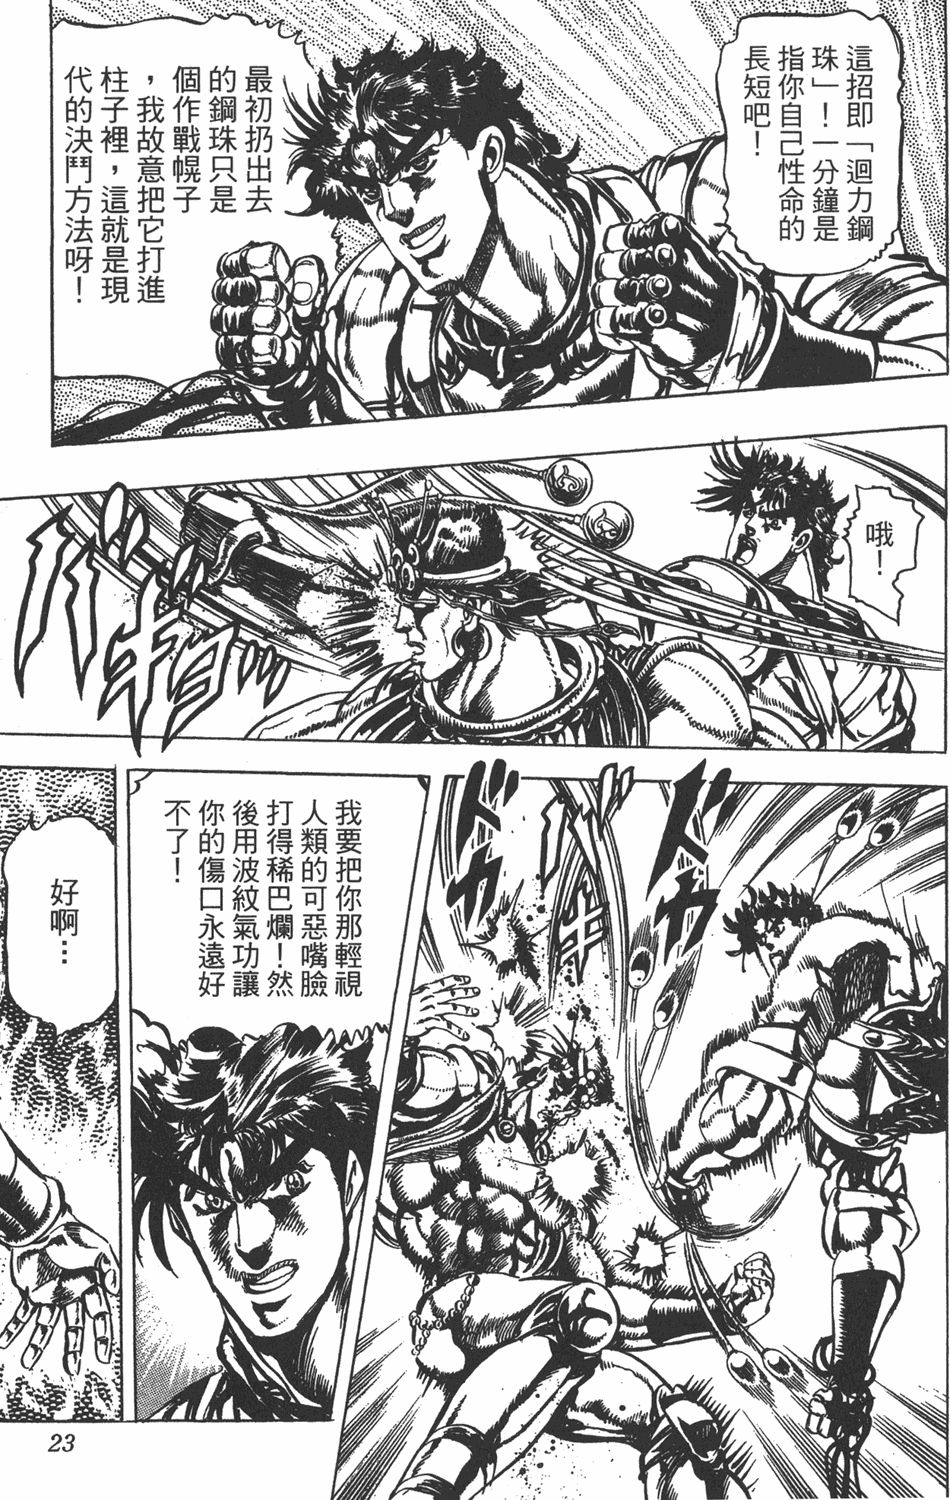 這招即「迴力鋼
珠」！一分鐘是
指你自己性命的
長短吧！
最初扔出去
的鋼珠只是
個作戰幌子
，我故意把它打進
柱子裡，這就是現
代的決鬥方法呀！
哦！
バギョ…
ドバギ
我要把你那輕視
人類的可惡嘴臉
打得稀巴爛！然
後用波紋氣功讓
你的傷口永遠好
不了！
好啊…
23